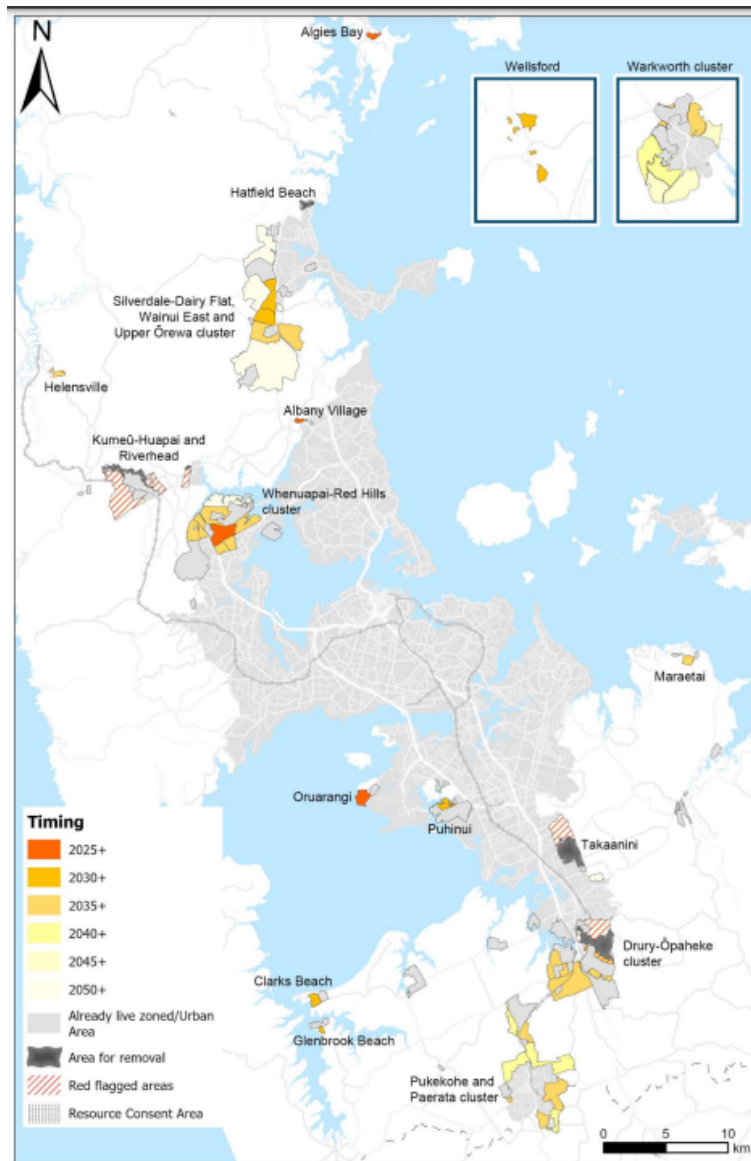 N
Algies Bay
Wellsford
Warkworth cluster
Hatfield Beach
Silverdale-Dairy Flat,
Wainui East and
Upper Ōrewa cluster
Helensville
Albany Village
Kumeū-Huapai and
Riverhead
Whenuapai-Red Hills
cluster
Maraetai
Oruarangi
Puhinui
Takaanini
Timing
2025+
2030+
2035+
2040+
2045+
2050+
Already live zoned/Urban
Area
Area for removal
Red flagged areas
Resource Consent Area
Drury-Ōpaheke
cluster
Clarks Beach
Glenbrook Beach
Pukekohe and
Paerata cluster
0 5 10
km